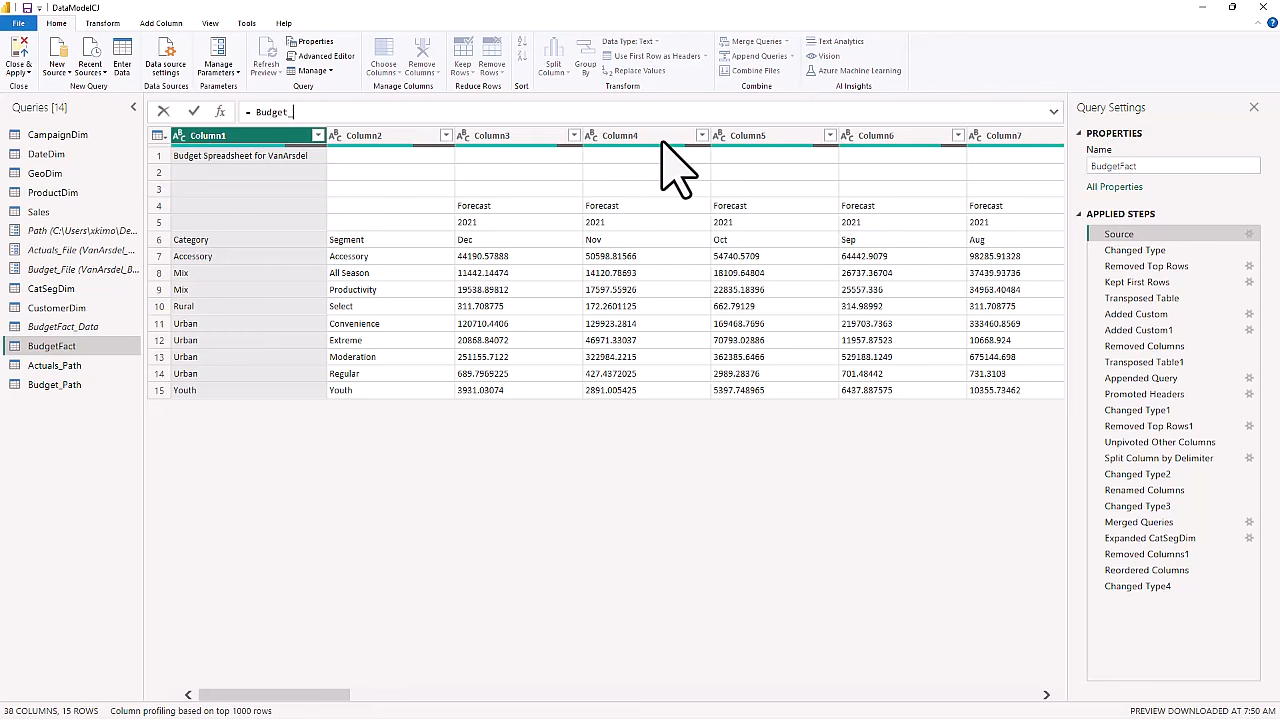 DataModelCJ
File Home Transform Add Column View Tools Help
Close & Apply
New Source
Recent Sources
Enter Data
Data source settings
Manage Parameters
Refresh Preview
Properties
Advanced Editor
Manage
Choose Columns
Remove Columns
Keep Rows
Remove Rows
Split Column
Group By
Data Type: Text
Use First Row as Headers
Replace Values
Merge Queries
Append Queries
Combine Files
Text Analytics
Vision
Azure Machine Learning
Close New Query Data Sources Parameters Query Manage Columns Reduce Rows Sort Transform Combine AI Insights
Queries [14]
CampaignDim
DateDim
GeoDim
ProductDim
Sales
Path (C:\Users\xkimo\De...
Actuals_File (VanArsdel_...
Budget_File (VanArsdel_B...
CatSegDim
CustomerDim
BudgetFact_Data
BudgetFact
Actuals_Path
Budget_Path
fx = Budget_
Column1 Column2 Column3 Column4 Column5 Column6 Column7
1 Budget Spreadsheet for VanArsdel
2
3
4 Forecast Forecast Forecast Forecast Forecast
5 2021 2021 2021 2021 2021
6 Category Segment Dec Nov Oct Sep Aug
7 Accessory Accessory 44190.57888 50598.81566 54740.5709 64442.9079 98285.91328
8 Mix All Season 11442.14474 14120.78693 18109.64804 26737.36704 37439.93736
9 Mix Productivity 19538.89812 17597.55926 22835.18396 25557.336 34963.40484
10 Rural Select 311.708775 172.2601125 662.79129 314.98992 311.708775
11 Urban Convenience 120710.4406 129923.2814 169468.7696 219703.7363 333460.8569
12 Urban Extreme 20868.84072 46971.33037 70793.02886 11957.87523 10668.924
13 Urban Moderation 251155.7122 322984.2215 362385.6466 529188.1249 675144.698
14 Urban Regular 689.7969225 427.4372025 2989.28376 701.48442 731.3103
15 Youth Youth 3931.03074 2891.005425 5397.748965 6437.887575 10355.73462
Query Settings
PROPERTIES
Name
BudgetFact
All Properties
APPLIED STEPS
Source
Changed Type
Removed Top Rows
Kept First Rows
Transposed Table
Added Custom
Added Custom1
Removed Columns
Transposed Table1
Appended Query
Promoted Headers
Changed Type1
Removed Top Rows1
Unpivoted Other Columns
Split Column by Delimiter
Changed Type2
Renamed Columns
Changed Type3
Merged Queries
Expanded CatSegDim
Removed Columns1
Reordered Columns
Changed Type4
38 COLUMNS, 15 ROWS Column profiling based on top 1000 rows PREVIEW DOWNLOADED AT 7:50 AM